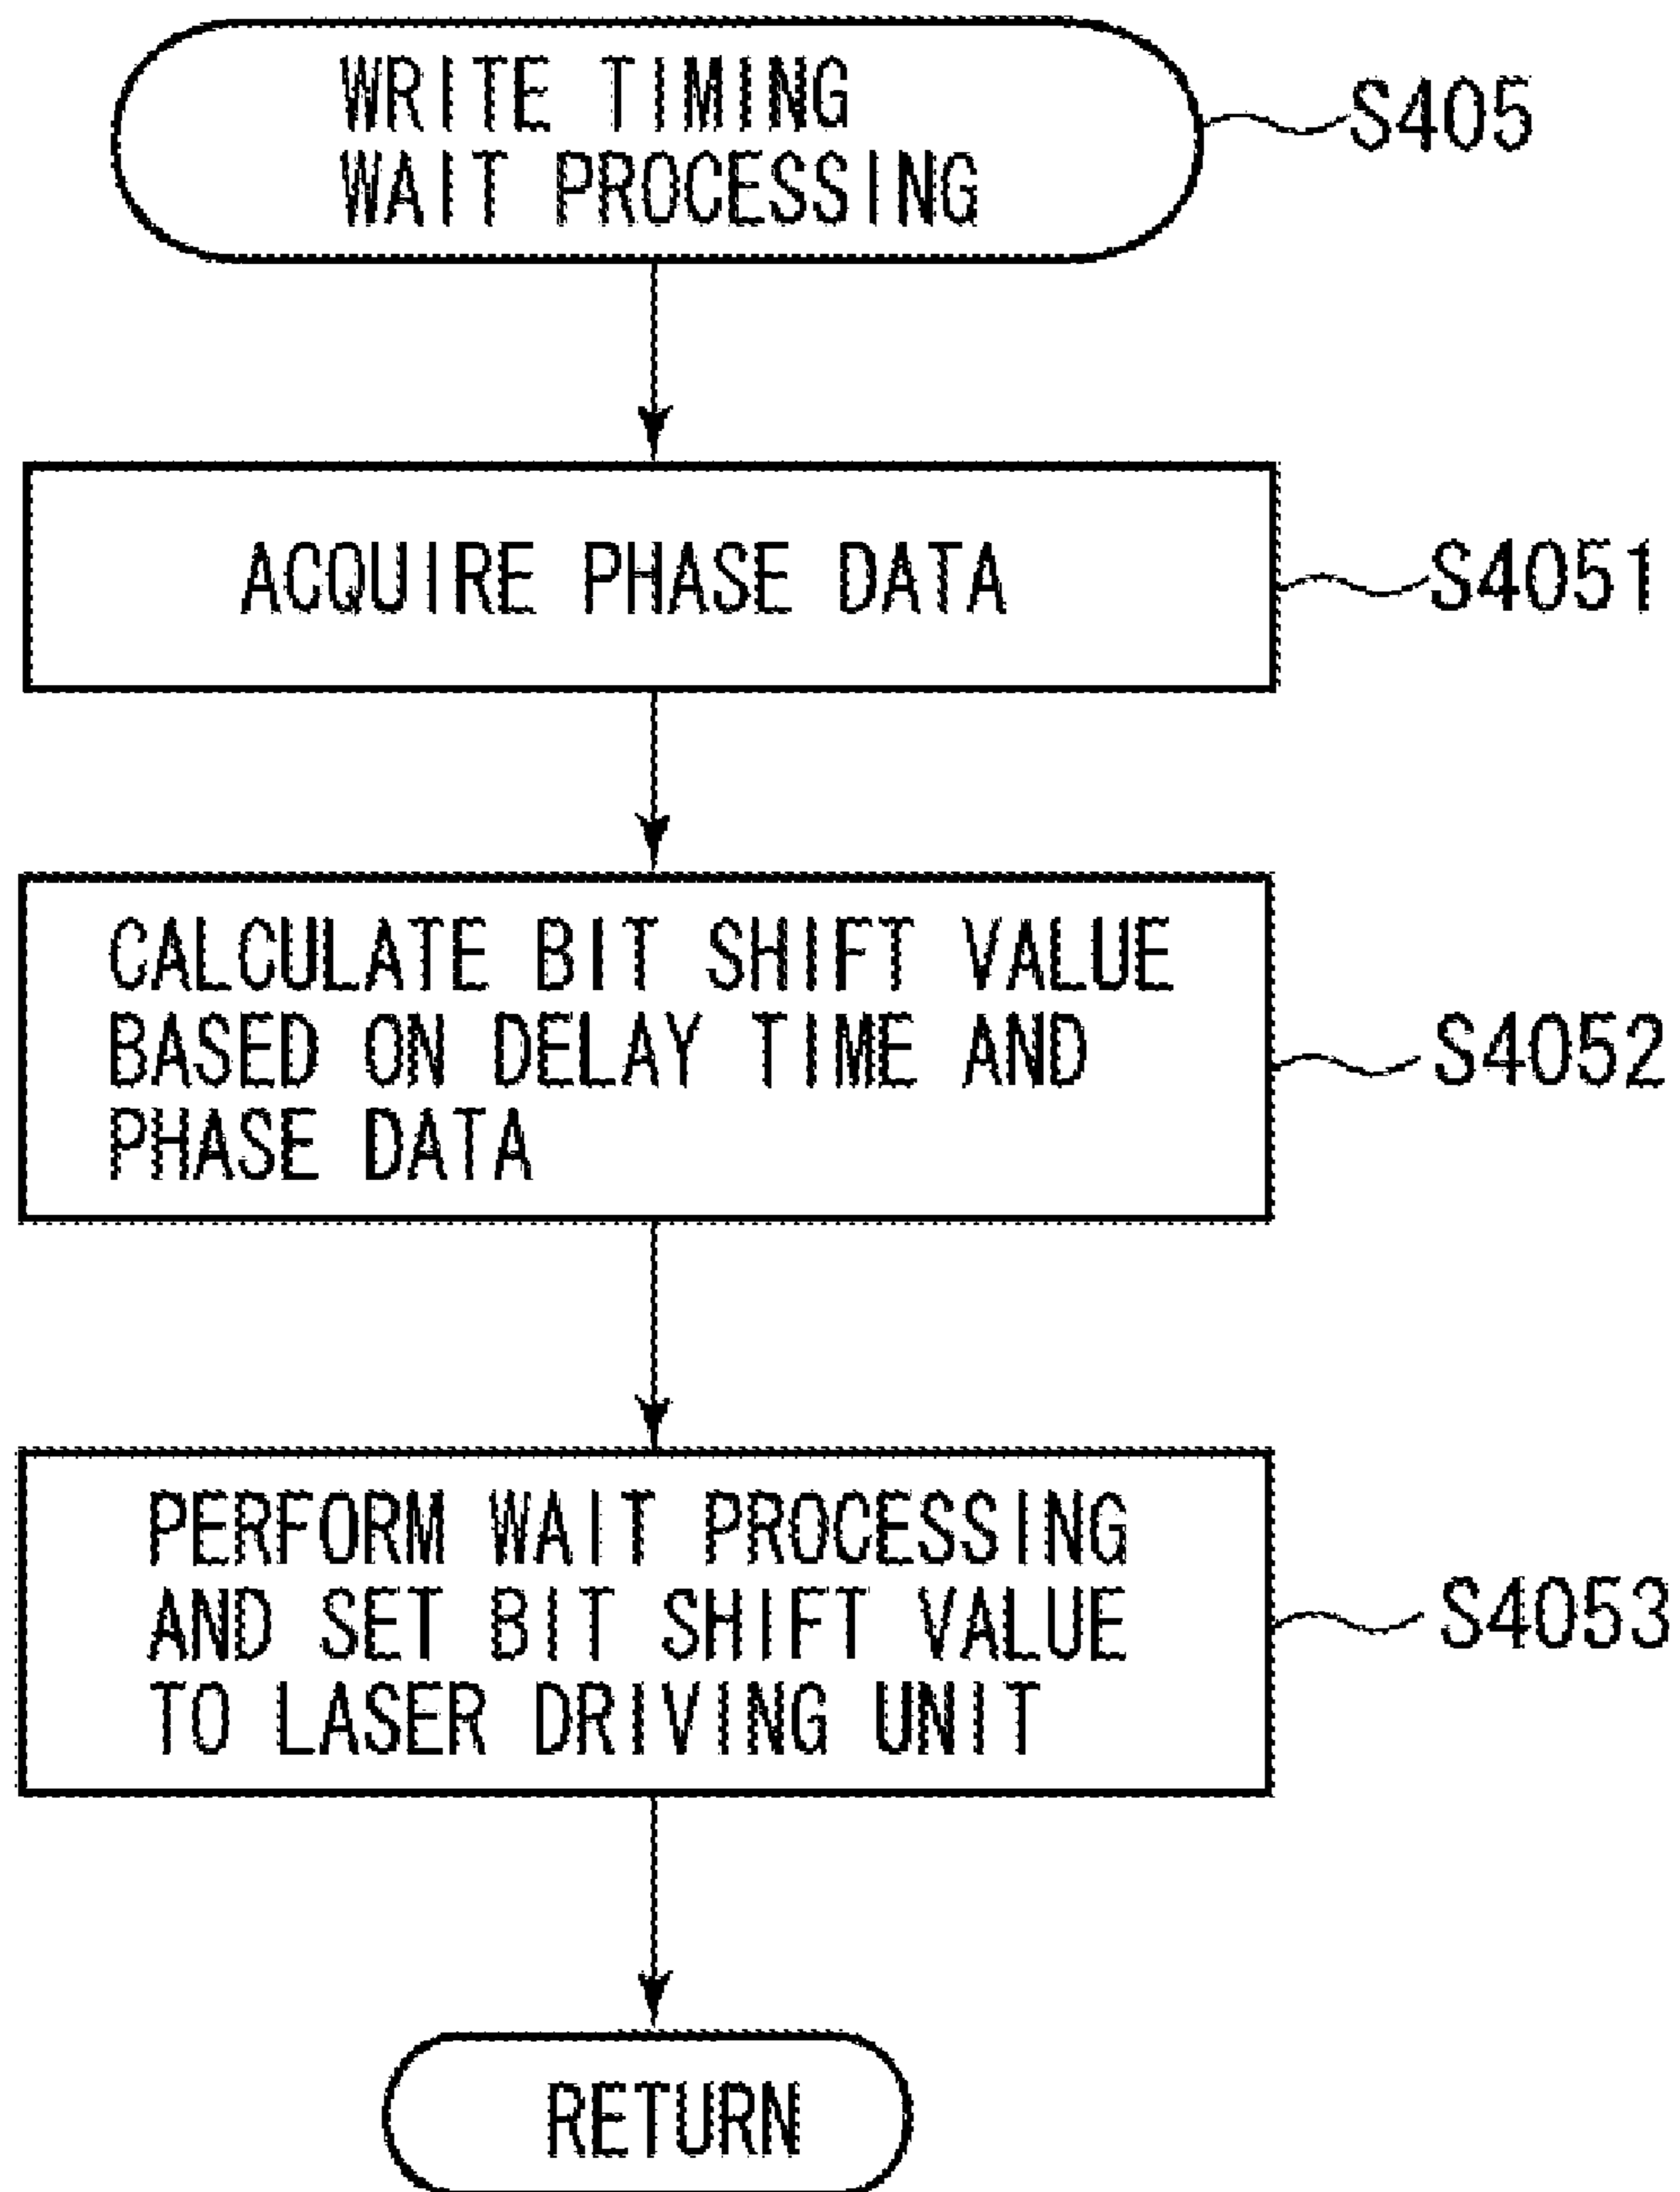 WRITE TIMING
WAIT PROCESSING
S405
ACQUIRE PHASE DATA
S4051
CALCULATE BIT SHIFT VALUE
BASED ON DELAY TIME AND
PHASE DATA
S4052
PERFORM WAIT PROCESSING
AND SET BIT SHIFT VALUE
TO LASER DRIVING UNIT
S4053
RETURN